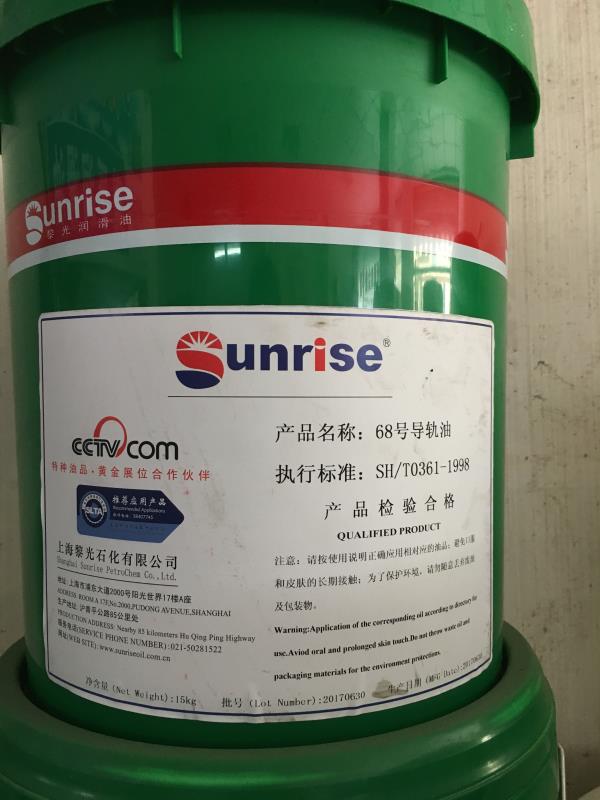 Sunrise
黎光润滑油
Sunrise®
CCTV.com
特种油品·黄金展位合作伙伴
SLTA
推荐应用产品
Recommended Applications
上海黎光石化有限公司
Shanghai Sunrise PetroChem Co.,Ltd.
地址:上海市浦东大道2000号阳光世界17楼A座
ADDRESS: ROOM A 17F,No.2000,PUDONG AVENUE,SHANGHAI
生产地址:沪青平公路85公里处
PRODUCTION ADDRESS: Nearby 85 kilometers Hu Qing Ping Highway
服务电话(SERVICE PHONE NUMBER):021-50281522
网址(WEB SITE):www.sunriseoil.com.cn
产品名称:68号导轨油
执行标准:SH/T0361-1998
产品检验合格
QUALIFIED PRODUCT
注意:请按使用说明正确应用相对应的油品;避免口服
和皮肤的长期接触;为了保护环境,请勿随意丢弃废油
及包装物。
Warning:Application of the corresponding oil according to directory the
use.Aviod oral and prolonged skin touch.Do not throw waste oil and
packaging materials for the environment protections.
净含量(Net Weight):15kg
批号(Lot Number):20170630
生产日期(MFG Date):20170630